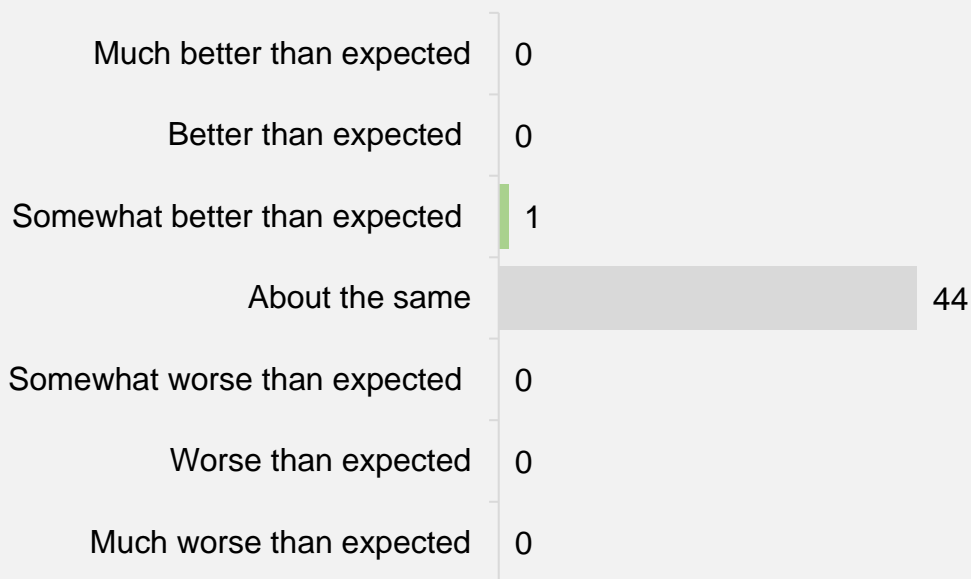 Much better than expected 0
Better than expected 0
Somewhat better than expected 1
About the same 44
Somewhat worse than expected 0
Worse than expected 0
Much worse than expected 0